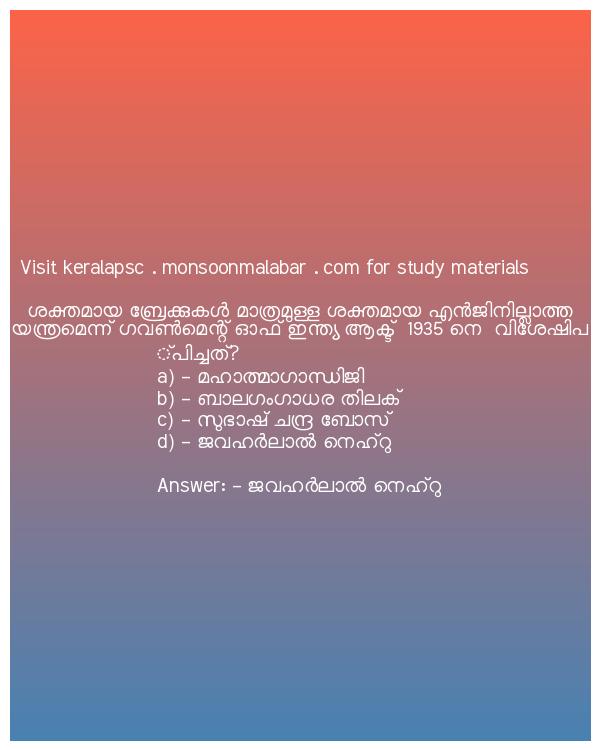 Visit keralapsc . monsoonmalabar . com for study materials
ശക്തമായ ബ്രേക്കുകൾ മാത്രമുള്ള ശക്തമായ എൻജിനില്ലാത്ത
യന്ത്രമെന്ന് ഗവൺമെന്റ് ഓഫ് ഇന്ത്യ ആക്ട് 1935 നെ വിശേഷിപ
്പിച്ചത്?
a) - മഹാത്മാഗാന്ധിജി
b) - ബാലഗംഗാധര തിലക്
c) - സുഭാഷ് ചന്ദ്ര ബോസ്
d) - ജവഹർലാൽ നെഹ്റു
Answer: - ജവഹർലാൽ നെഹ്റു